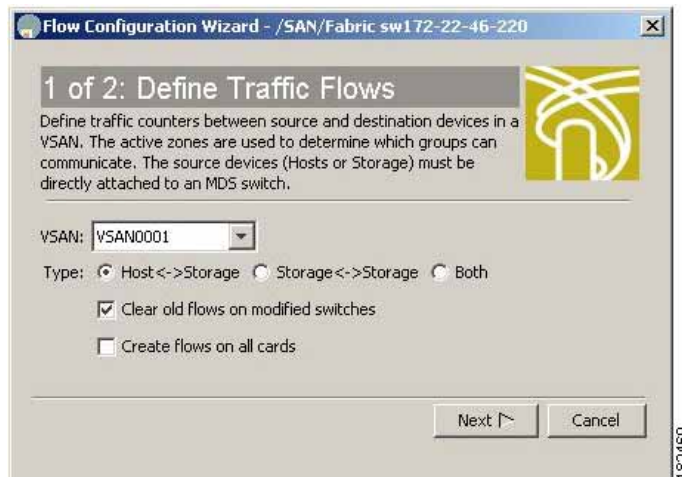 Flow Configuration Wizard - /SAN/Fabric sw172-22-46-220
1 of 2: Define Traffic Flows
Define traffic counters between source and destination devices in a
VSAN. The active zones are used to determine which groups can
communicate. The source devices (Hosts or Storage) must be
directly attached to an MDS switch.
VSAN: VSAN0001
Type: Host<->Storage Storage<->Storage Both
Clear old flows on modified switches
Create flows on all cards
Next Cancel